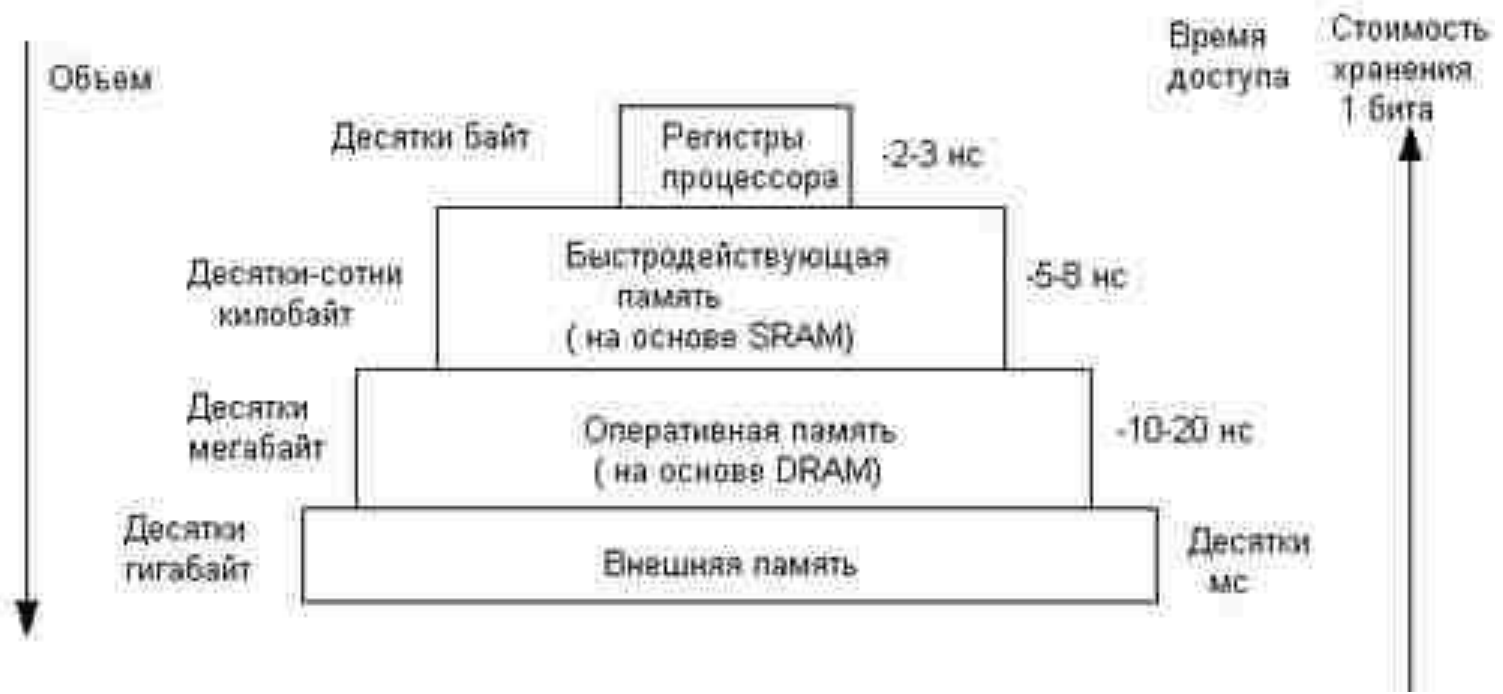 Объем
Время
доступа
Стоимость
хранения
1 бита
Десятки байт
Регистры
процессора
-2-3 нс
Десятки-сотни
килобайт
Быстродействующая
память
( на основе SRAM)
-5-8 нс
Десятки
мегабайт
Оперативная память
( на основе DRAM)
-10-20 нс
Десятки
гигабайт
Внешняя память
Десятки
мс